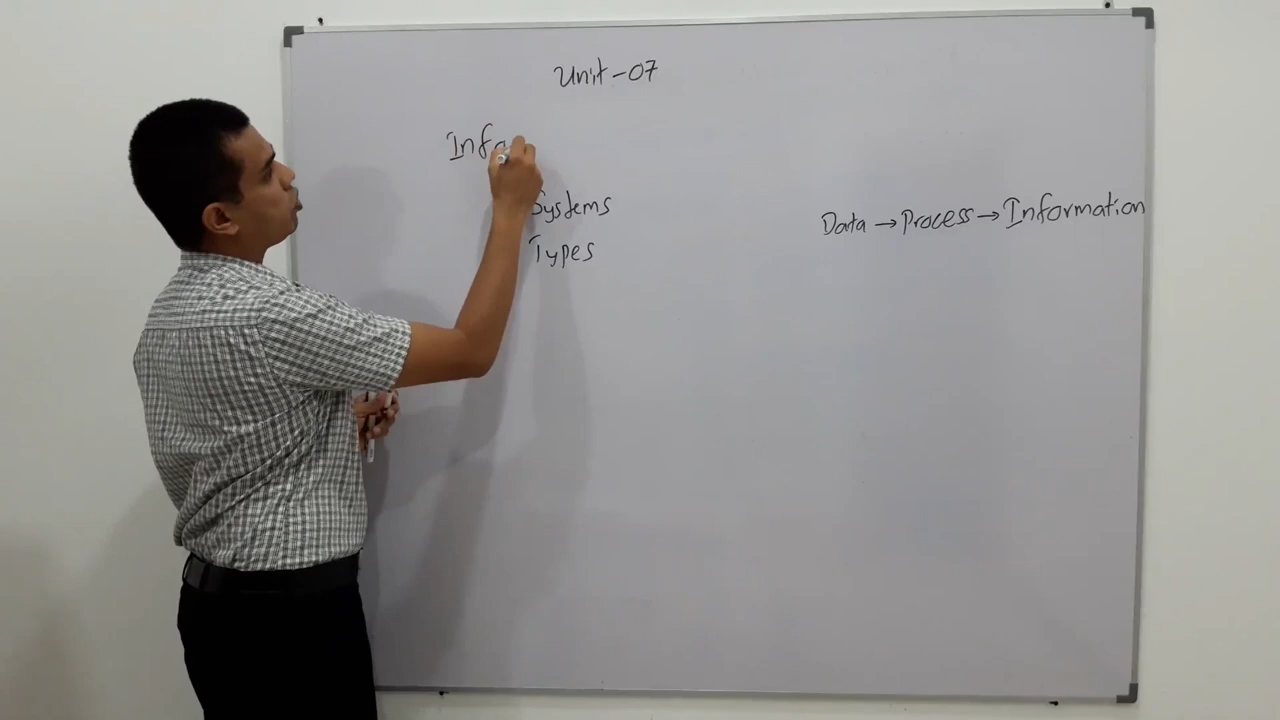 Unit-07
Info
Systems
Types
Data → Process → Information